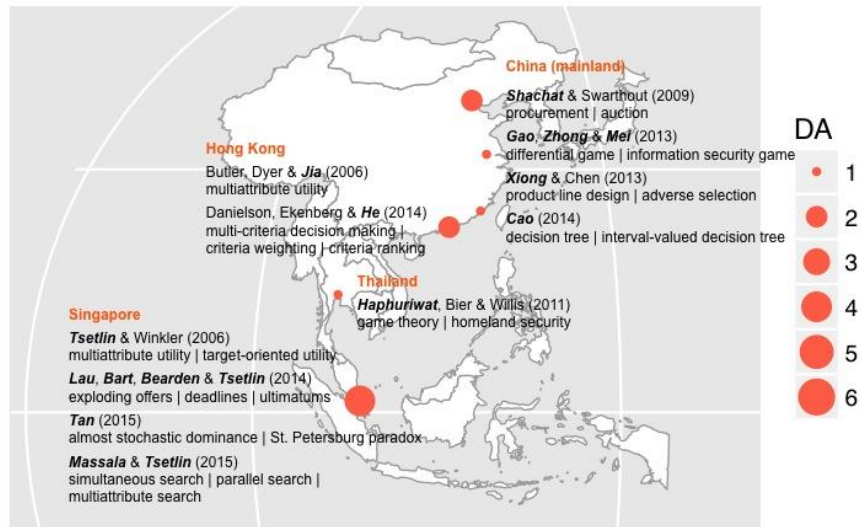 China (mainland)
Shachat & Swarthout (2009)
procurement | auction
Gao, Zhong & Mei (2013)
differential game | information security game
Xiong & Chen (2013)
product line design | adverse selection
Cao (2014)
decision tree | interval-valued decision tree
Hong Kong
Butler, Dyer & Jia (2006)
multiattribute utility
Danielson, Ekenberg & He (2014)
multi-criteria decision making |
criteria weighting | criteria ranking
Thailand
Haphuriwat, Bier & Willis (2011)
game theory | homeland security
Singapore
Tsetlin & Winkler (2006)
multiattribute utility | target-oriented utility
Lau, Bart, Bearden & Tsetlin (2014)
exploding offers | deadlines | ultimatums
Tan (2015)
almost stochastic dominance | St. Petersburg paradox
Massala & Tsetlin (2015)
simultaneous search | parallel search |
multiattribute search
DA
1
2
3
4
5
6